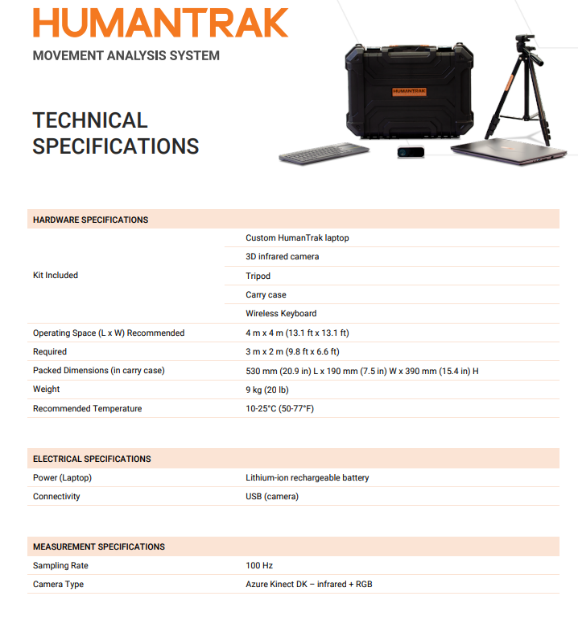 HUMANTRAK
MOVEMENT ANALYSIS SYSTEM
HUMANTRAK
TECHNICAL
SPECIFICATIONS
HARDWARE SPECIFICATIONS
Kit Included
Custom HumanTrak laptop
3D infrared camera
Tripod
Carry case
Wireless Keyboard
Operating Space (L x W) Recommended 4 m x 4 m (13.1 ft x 13.1 ft)
Required 3 m x 2 m (9.8 ft x 6.6 ft)
Packed Dimensions (in carry case) 530 mm (20.9 in) L x 190 mm (7.5 in) W x 390 mm (15.4 in) H
Weight 9 kg (20 lb)
Recommended Temperature 10-25°C (50-77°F)
ELECTRICAL SPECIFICATIONS
Power (Laptop) Lithium-ion rechargeable battery
Connectivity USB (camera)
MEASUREMENT SPECIFICATIONS
Sampling Rate 100 Hz
Camera Type Azure Kinect DK – infrared + RGB